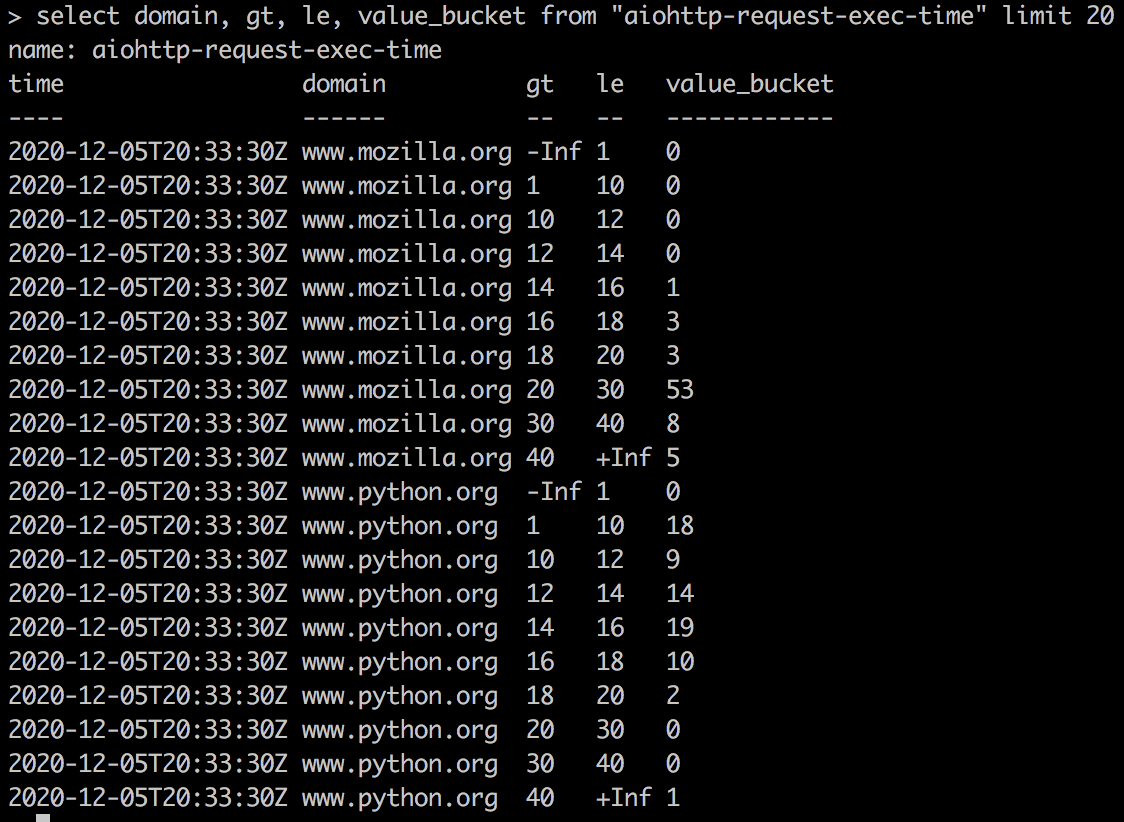 > select domain, gt, le, value_bucket from "aiohttp-request-exec-time" limit 20
name: aiohttp-request-exec-time
time                 domain          gt   le   value_bucket
----                 ------          --   --   ------------
2020-12-05T20:33:30Z www.mozilla.org -Inf 1    0
2020-12-05T20:33:30Z www.mozilla.org 1    10   0
2020-12-05T20:33:30Z www.mozilla.org 10   12   0
2020-12-05T20:33:30Z www.mozilla.org 12   14   0
2020-12-05T20:33:30Z www.mozilla.org 14   16   1
2020-12-05T20:33:30Z www.mozilla.org 16   18   3
2020-12-05T20:33:30Z www.mozilla.org 18   20   3
2020-12-05T20:33:30Z www.mozilla.org 20   30   53
2020-12-05T20:33:30Z www.mozilla.org 30   40   8
2020-12-05T20:33:30Z www.mozilla.org 40   +Inf 5
2020-12-05T20:33:30Z www.python.org  -Inf 1    0
2020-12-05T20:33:30Z www.python.org  1    10   18
2020-12-05T20:33:30Z www.python.org  10   12   9
2020-12-05T20:33:30Z www.python.org  12   14   14
2020-12-05T20:33:30Z www.python.org  14   16   19
2020-12-05T20:33:30Z www.python.org  16   18   10
2020-12-05T20:33:30Z www.python.org  18   20   2
2020-12-05T20:33:30Z www.python.org  20   30   0
2020-12-05T20:33:30Z www.python.org  30   40   0
2020-12-05T20:33:30Z www.python.org  40   +Inf 1